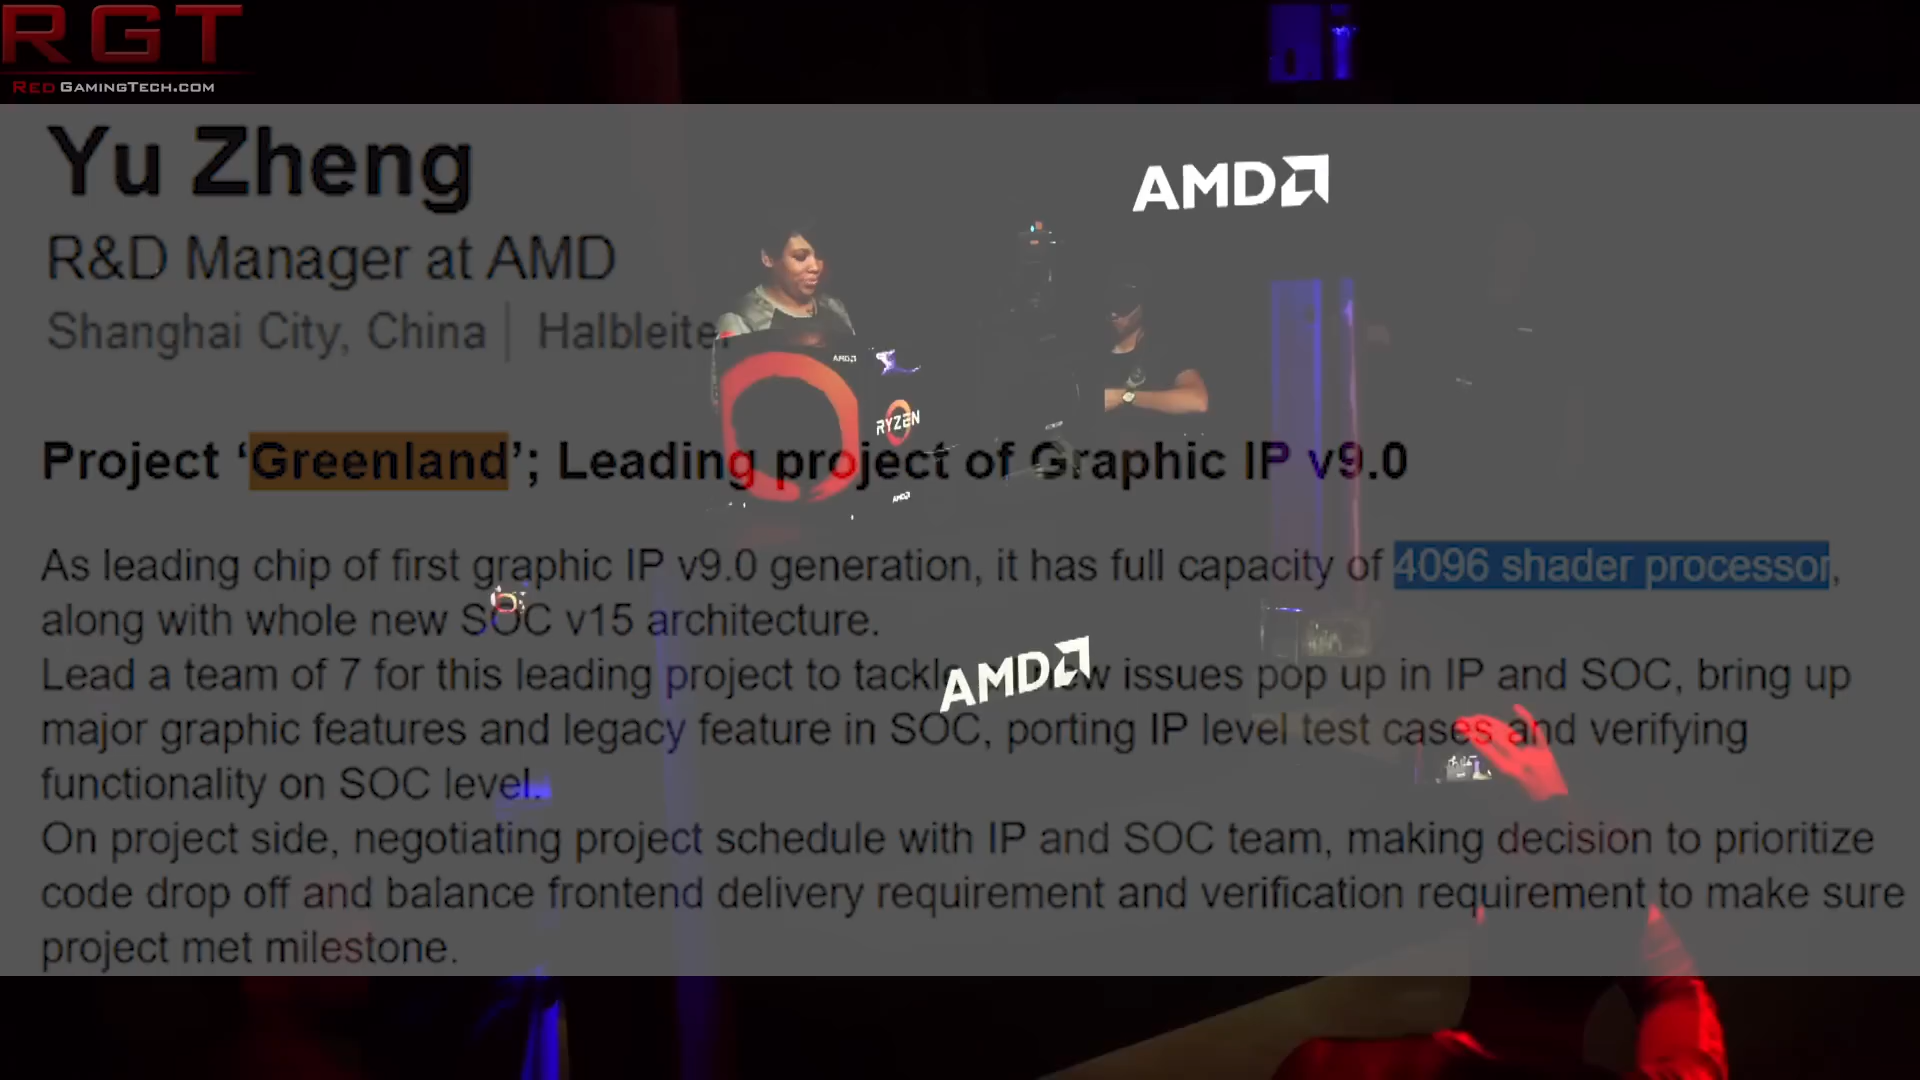 RGT
REDGAMINGTECH.COM
Yu Zheng
AMD
R&D Manager at AMD
Shanghai City, China | Halbleiter
AMD
RYZEN
Project ‘Greenland’; Leading project of Graphic IP v9.0
AMD
As leading chip of first graphic IP v9.0 generation, it has full capacity of 4096 shader processor,
along with whole new SOC v15 architecture.
Lead a team of 7 for this leading project to tackle new issues pop up in IP and SOC, bring up
AMD
major graphic features and legacy feature in SOC, porting IP level test cases and verifying
functionality on SOC level.
On project side, negotiating project schedule with IP and SOC team, making decision to prioritize
code drop off and balance frontend delivery requirement and verification requirement to make sure
project met milestone.